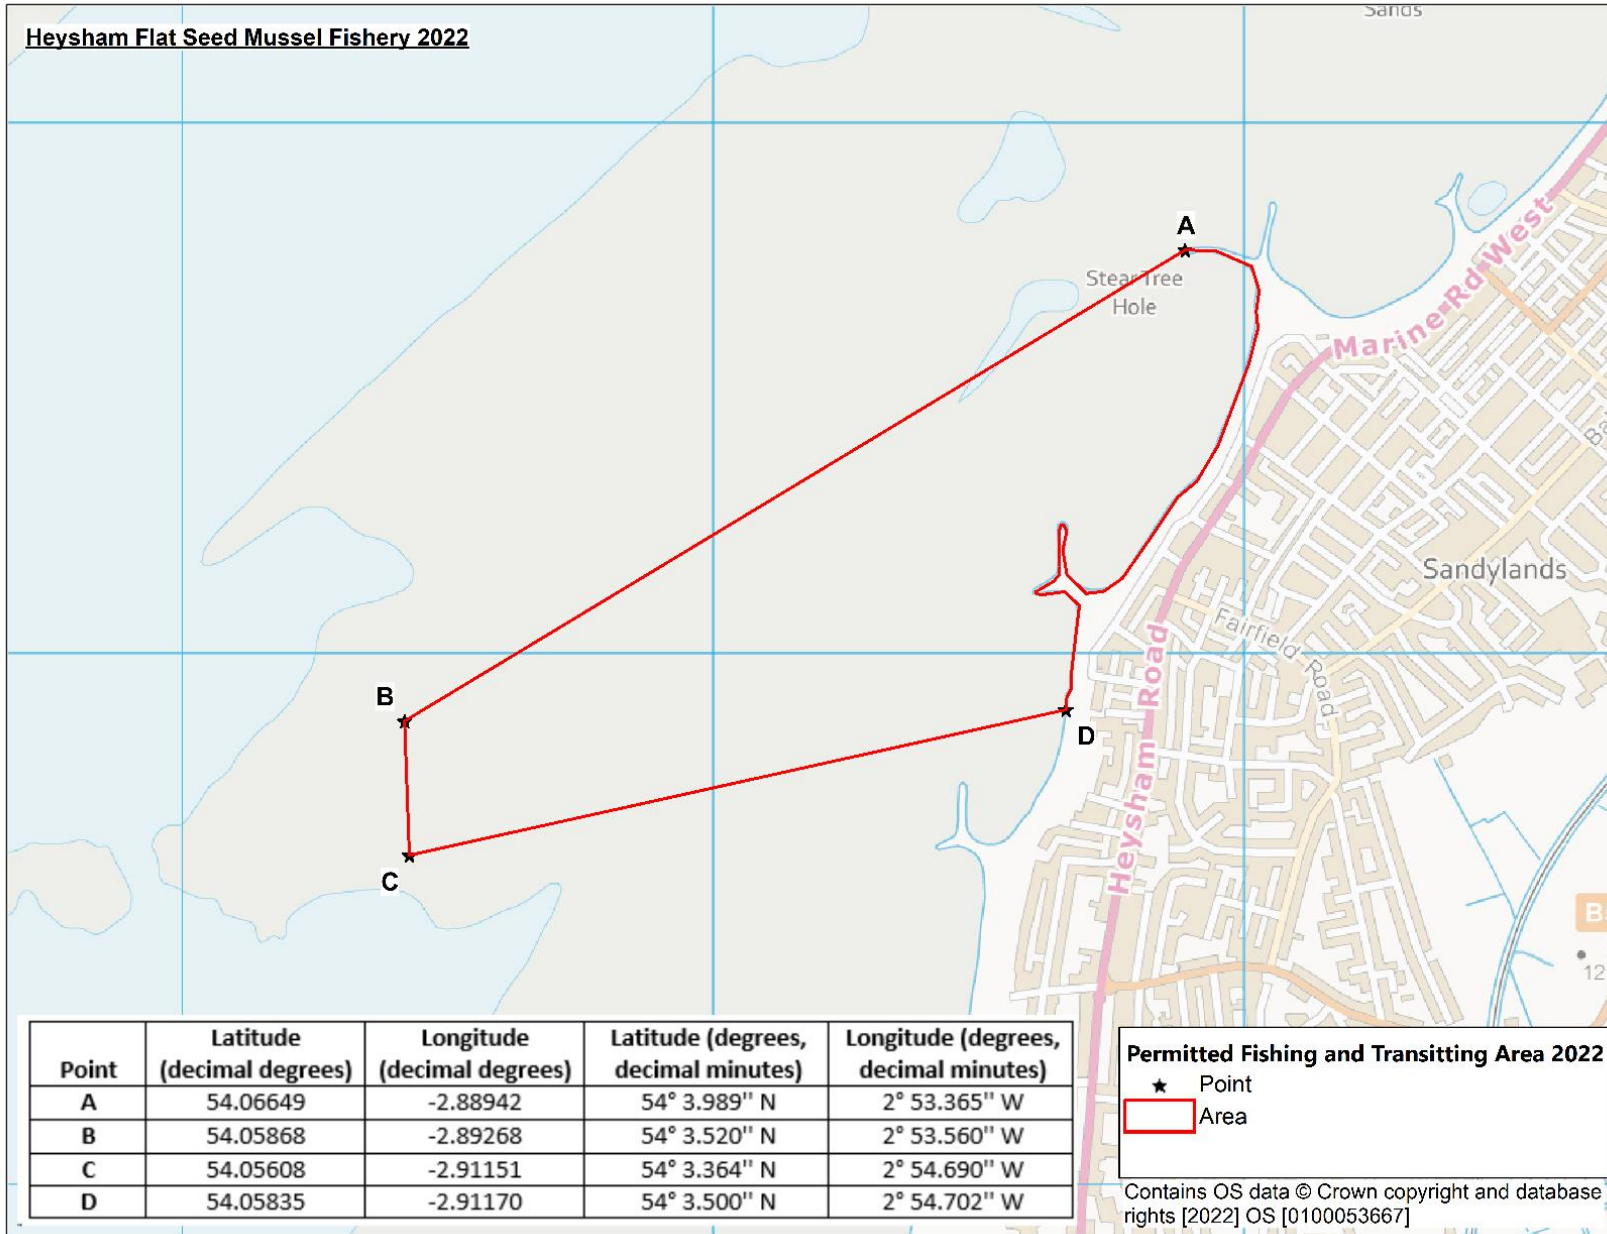 Sands
Heysham Flat Seed Mussel Fishery 2022
A
Stear Tree
Hole
Marine Rd West
Ba
Sandylands
Fairfield Road
Heysham Road
B
D
C
B
12
Point Latitude (decimal degrees) Longitude (decimal degrees) Latitude (degrees, decimal minutes) Longitude (degrees, decimal minutes)
A 54.06649 -2.88942 54° 3.989'' N 2° 53.365'' W
B 54.05868 -2.89268 54° 3.520'' N 2° 53.560'' W
C 54.05608 -2.91151 54° 3.364'' N 2° 54.690'' W
D 54.05835 -2.91170 54° 3.500'' N 2° 54.702'' W
Permitted Fishing and Transitting Area 2022
Point
Area
Contains OS data © Crown copyright and database
rights [2022] OS [0100053667]